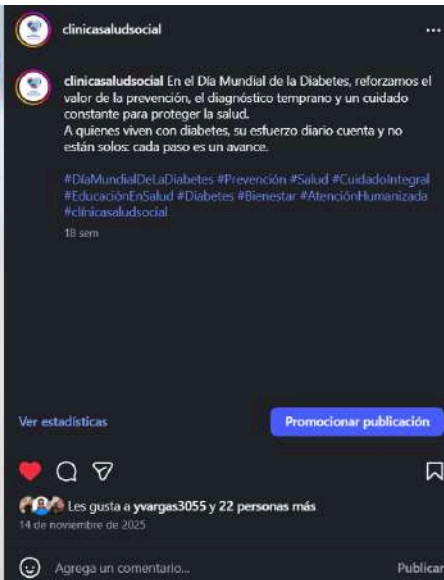 clinicasaludsocial
clinicasaludsocial En el Día Mundial de la Diabetes, reforzamos el
valor de la prevención, el diagnóstico temprano y un cuidado
constante para proteger la salud.
A quienes viven con diabetes, su esfuerzo diario cuenta y no
están solos: cada paso es un avance.
#DíaMundialDeLaDiabetes #Prevención #Salud #CuidadoIntegral
#EducaciónEnSalud #Diabetes #Bienestar #AtenciónHumanizada
#clínicasaludsocial
18 sem
Ver estadísticas
Promocionar publicación
Les gusta a yvargas3055 y 22 personas más
14 de noviembre de 2025
Agrega un comentario...
Publicar